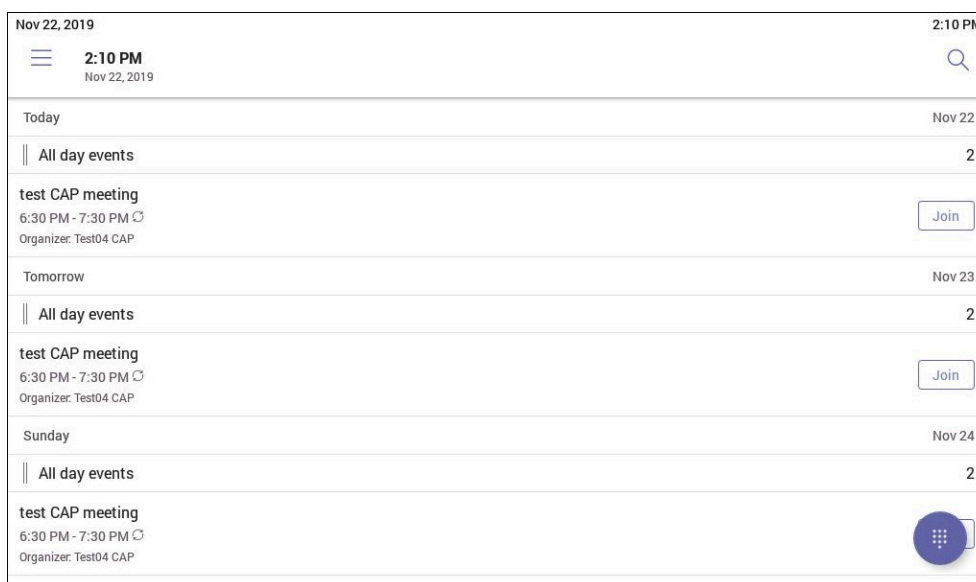 Nov 22, 2019 2:10 PM
2:10 PM
Nov 22, 2019
Today Nov 22
All day events 2
test CAP meeting
6:30 PM - 7:30 PM
Join
Organizer: Test04 CAP
Tomorrow Nov 23
All day events 2
test CAP meeting
6:30 PM - 7:30 PM
Join
Organizer: Test04 CAP
Sunday Nov 24
All day events 2
test CAP meeting
6:30 PM - 7:30 PM
Organizer: Test04 CAP